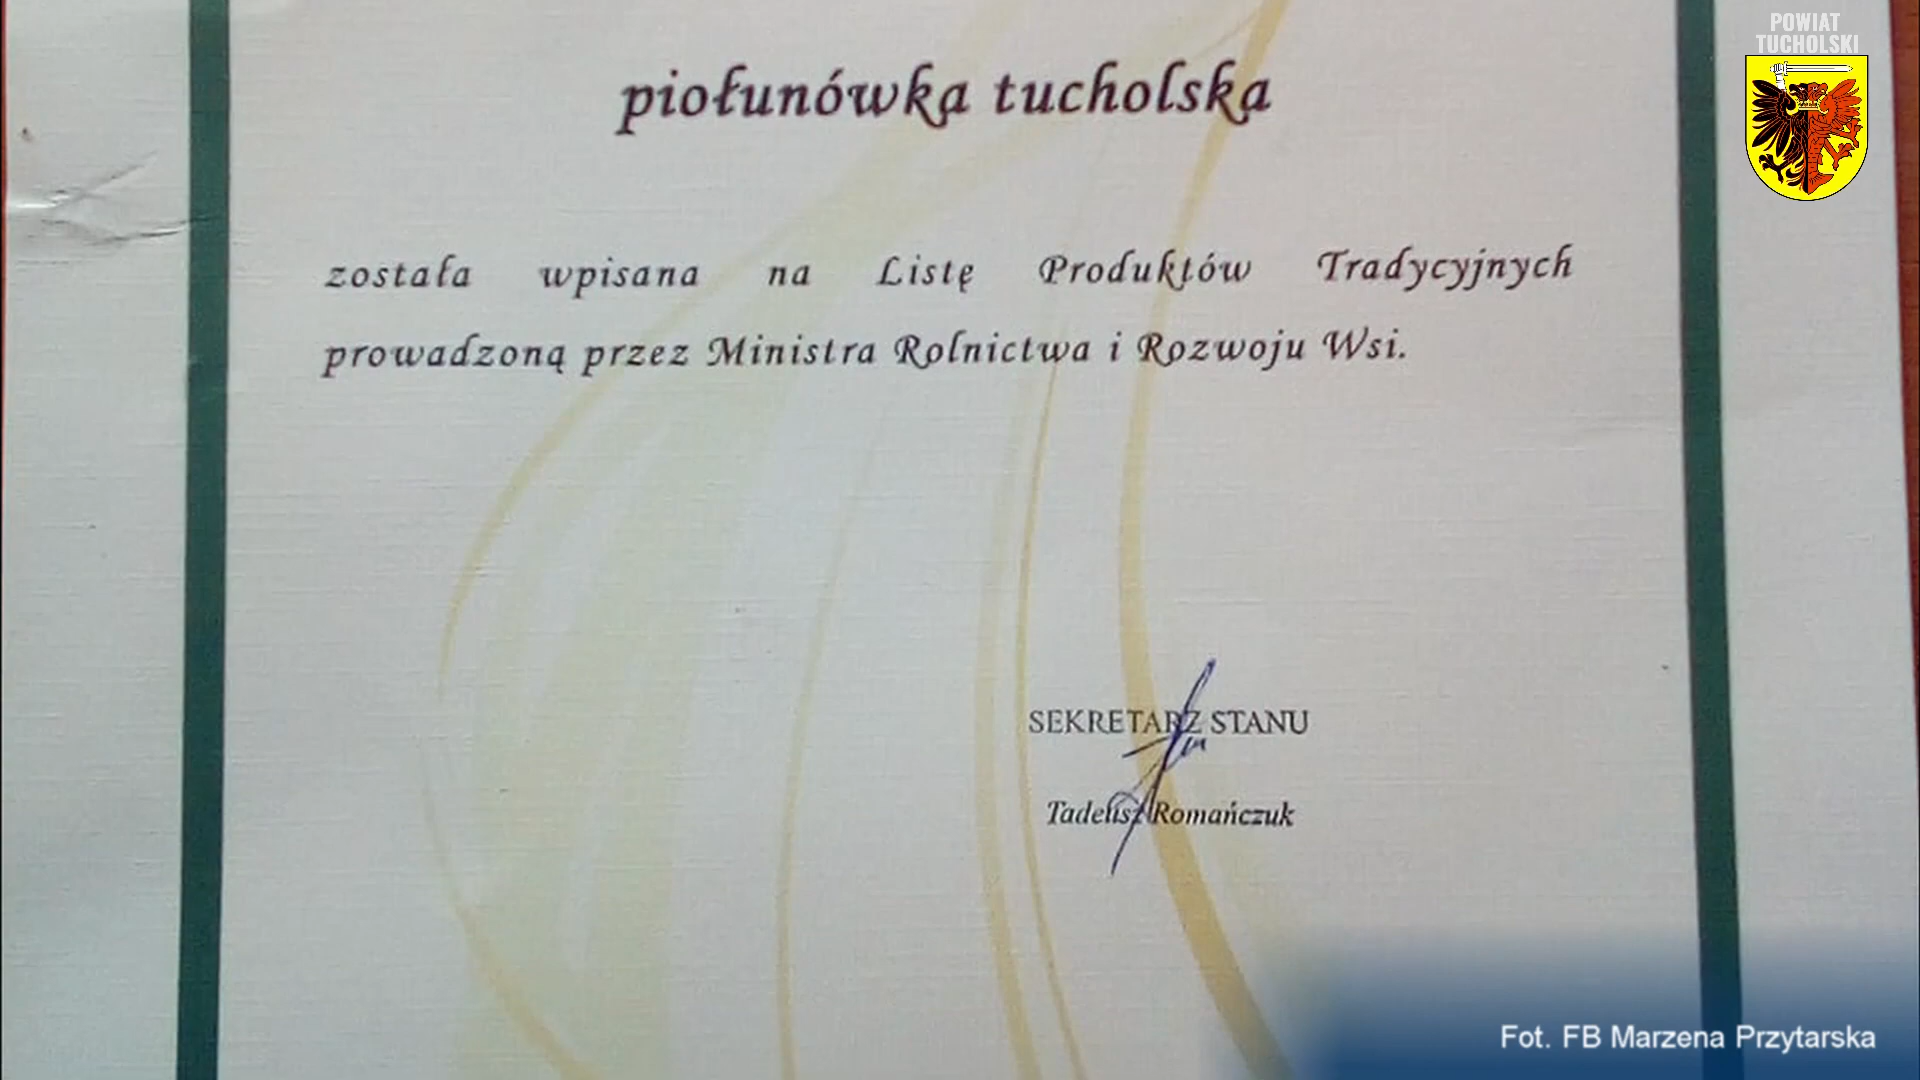 POWIAT
TUCHOLSKI
piołunówka tucholska
została wpisana na Listę Produktów Tradycyjnych
prowadzoną przez Ministra Rolnictwa i Rozwoju Wsi.
SEKRETARZ STANU
Tadeusz Romańczuk
Fot. FB Marzena Przytarska